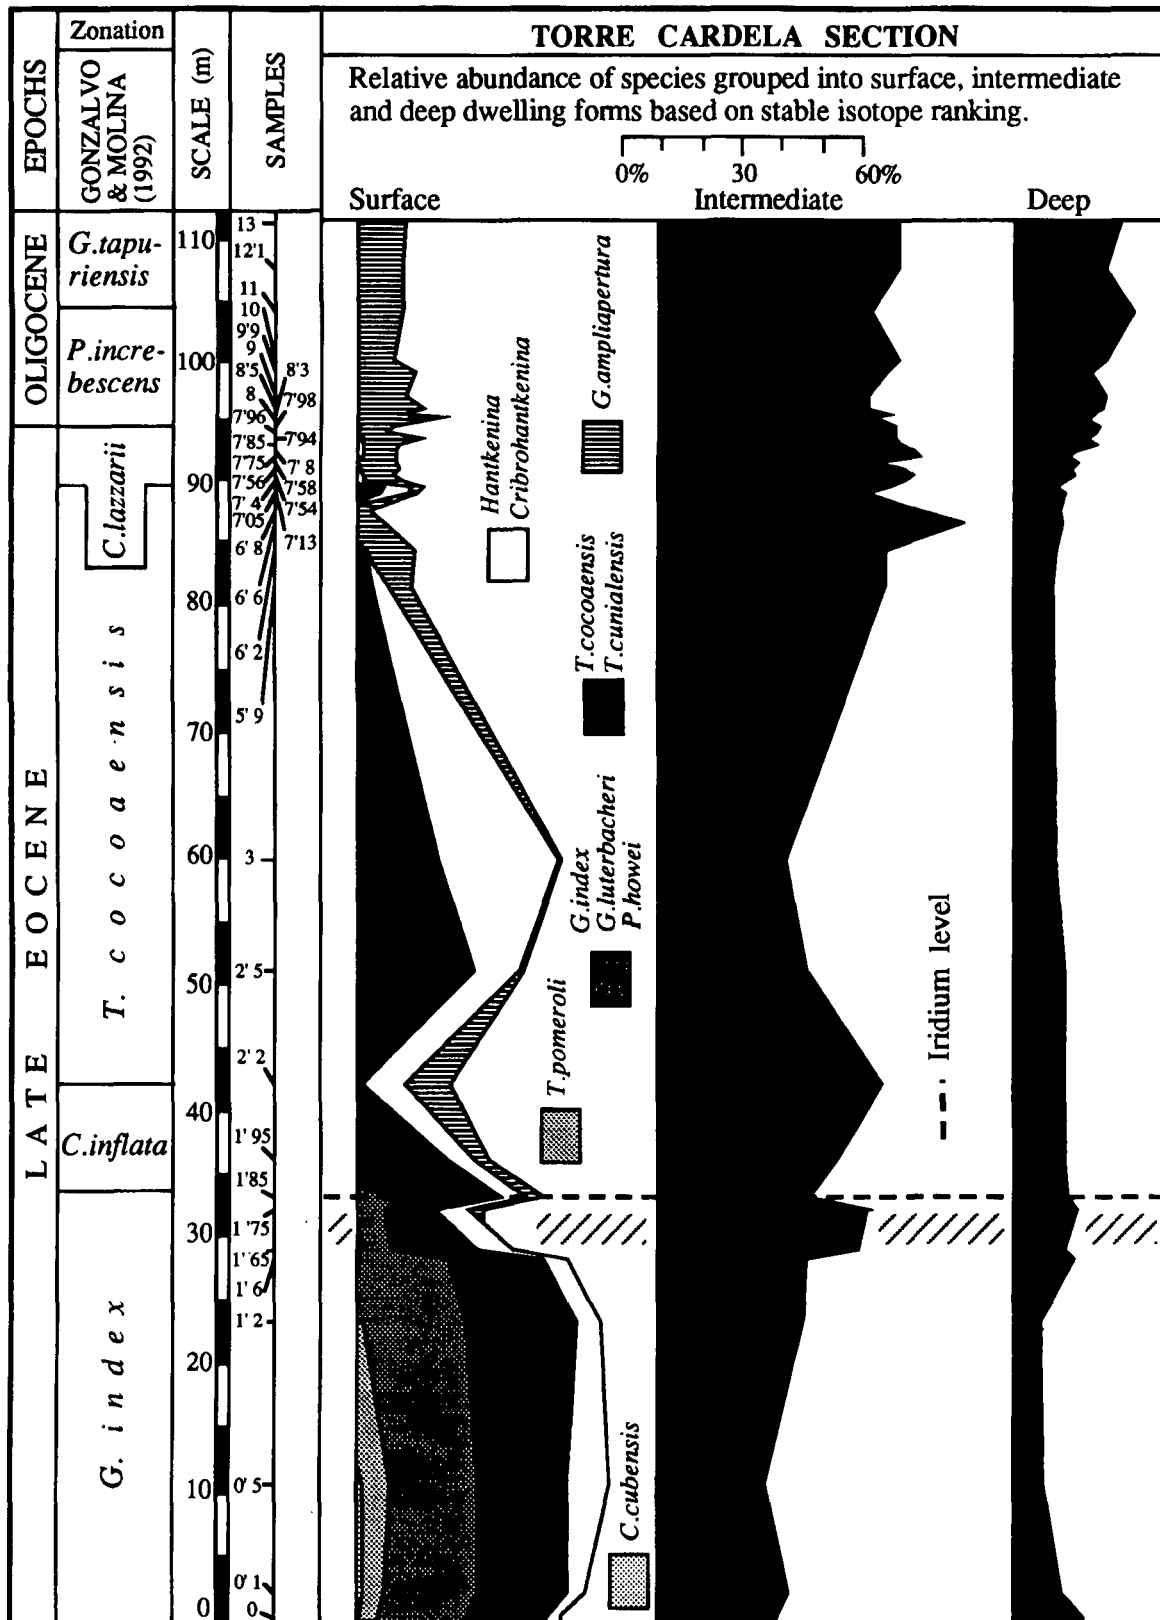 EPOCHS
Zonation
GONZALVO
& MOLINA
(1992)
SCALE (m)
SAMPLES
TORRE CARDELA SECTION
Relative abundance of species grouped into surface, intermediate
and deep dwelling forms based on stable isotope ranking.
0% 30 60%
Surface Intermediate Deep
OLIGOCENE
LATE EOCENE
G.tapu-
riensis
P.incre-
bescens
C.lazzarii
T. cocoaensis
C.inflata
G. index
110
100
90
80
70
60
50
40
30
20
10
0
13
12'1
11
10
9'9
9
8'5
8
7'96
7'85
7'75
7'56
7'4
7'05
6'8
6'6
6'2
5'9
3
2'5
2'2
1'95
1'85
1'75
1'65
1'6
1'2
0'5
0'1
0
8'3
7'98
7'94
7'8
7'58
7'54
7'13
Hantkenina
Cribrohantkenina
G.ampliapertura
T.cocoaensis
T.cunialensis
G.index
G.luterbacheri
P.howei
T.pomeroli
C.cubensis
Iridium level